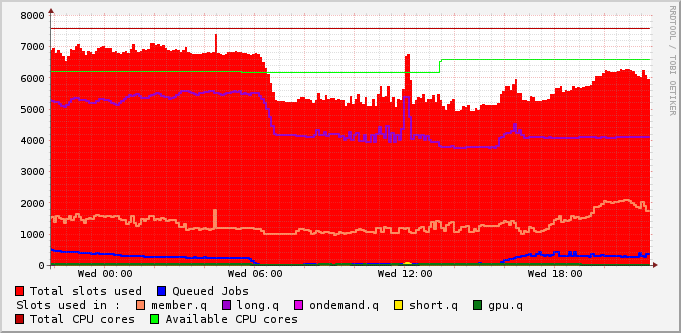 8000
7000
6000
5000
4000
3000
2000
1000
0
Wed 00:00 Wed 06:00 Wed 12:00 Wed 18:00
Total slots used Queued Jobs
Slots used in : member.q long.q ondemand.q short.q gpu.q
Total CPU cores Available CPU cores
RRDTOOL / TOBI OETIKER